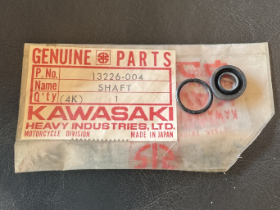 GENUINE PARTS
P. No. 13226-004
Name SHAFT
Q'ty (4K) 1
KAWASAKI
HEAVY INDUSTRIES, LTD.
MOTORCYCLE DIVISION MADE IN JAPAN
KAWAS